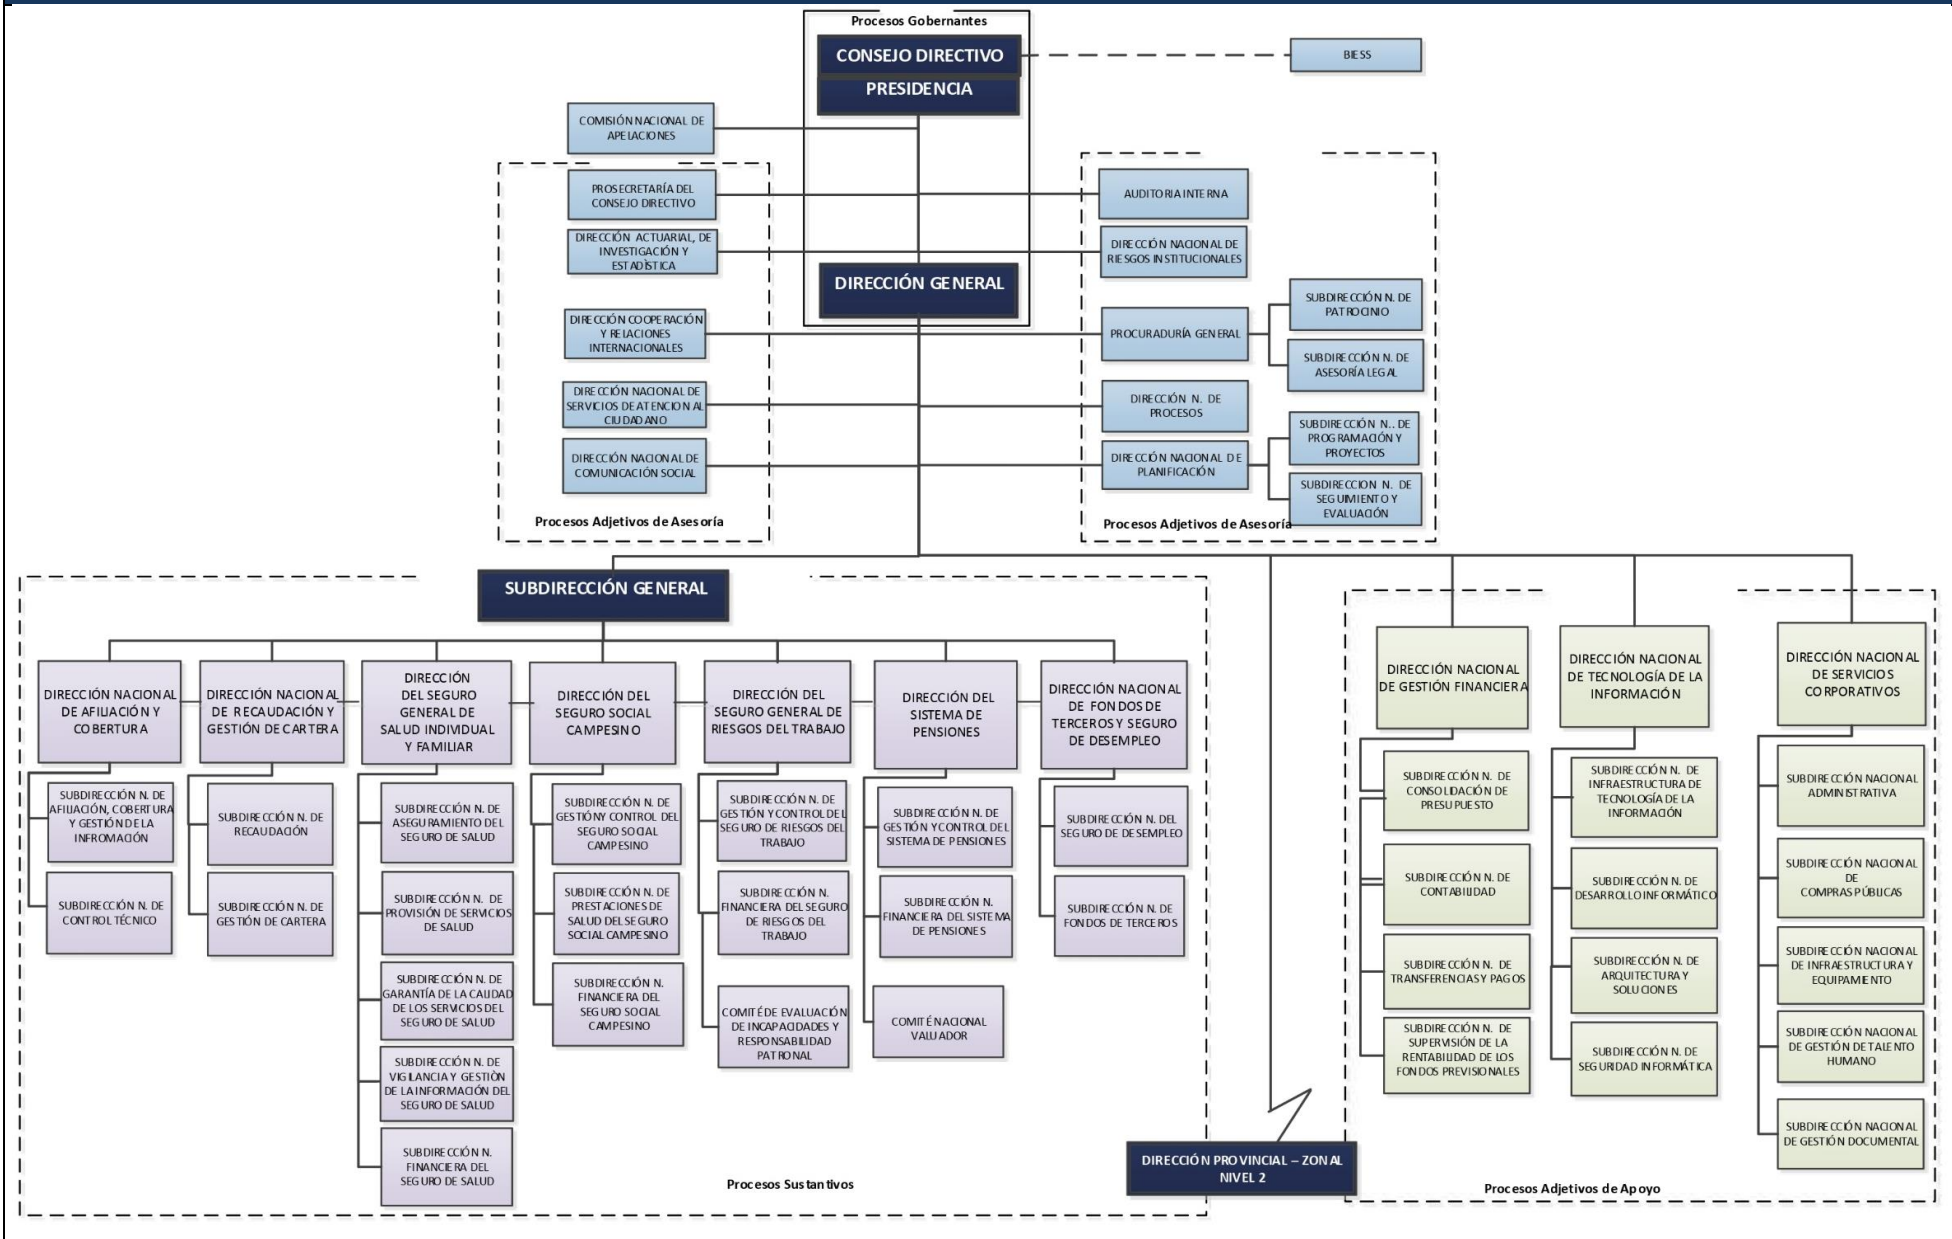 Procesos Gobernantes
CONSEJO DIRECTIVO
PRESIDENCIA
BIESS
COMISIÓN NACIONAL DE
APELACIONES
PROSECRETARÍA DEL
CONSEJO DIRECTIVO
AUDITORIA INTERNA
DIRECCIÓN ACTUARIAL, DE
INVESTIGACIÓN Y
ESTADÌSTICA
DIRECCIÓN NACIONAL DE
RIESGOS INSTITUCIONALES
DIRECCIÓN GENERAL
DIRECCIÓN COOPERACIÓN
Y RELACIONES
INTERNACIONALES
PROCURADURÍA GENERAL
SUBDIRECCIÓN N. DE
PATROCINIO
SUBDIRECCIÓN N. DE
ASESORÍA LEGAL
DIRECCIÓN NACIONAL DE
SERVICIOS DE ATENCION AL
CIUDADANO
DIRECCIÓN N. DE
PROCESOS
DIRECCIÓN NACIONAL DE
COMUNICACIÓN SOCIAL
DIRECCIÓN NACIONAL DE
PLANIFICACIÓN
SUBDIRECCIÓN N.. DE
PROGRAMACIÓN Y
PROYECTOS
SUBDIRECCION N. DE
SEGUIMIENTO Y
EVALUACIÓN
Procesos Adjetivos de Asesoría
Procesos Adjetivos de Asesoría
SUBDIRECCIÓN GENERAL
DIRECCIÓN NACIONAL
DE AFILIACIÓN Y
COBERTURA
DIRECCIÓN NACIONAL
DE RECAUDACIÓN Y
GESTIÓN DE CARTERA
DIRECCIÓN
DEL SEGURO
GENERAL DE
SALUD INDIVIDUAL
Y FAMILIAR
DIRECCIÓN DEL
SEGURO SOCIAL
CAMPESINO
DIRECCIÓN DEL
SEGURO GENERAL DE
RIESGOS DEL TRABAJO
DIRECCIÓN DEL
SISTEMA DE
PENSIONES
DIRECCIÓN NACIONAL
DE FONDOS DE
TERCEROS Y SEGURO
DE DESEMPLEO
DIRECCIÓN NACIONAL
DE GESTIÓN FINANCIERA
DIRECCIÓN NACIONAL
DE TECNOLOGÍA DE LA
INFORMACIÓN
DIRECCIÓN NACIONAL
DE SERVICIOS
CORPORATIVOS
SUBDIRECCIÓN N. DE
AFILIACIÓN, COBERTURA
Y GESTIÓN DE LA
INFROMACIÓN
SUBDIRECCIÓN N. DE
CONTROL TÉCNICO
SUBDIRECCIÓN N. DE
RECAUDACIÓN
SUBDIRECCIÓN N. DE
GESTIÓN DE CARTERA
SUBDIRECCIÓN N. DE
ASEGURAMIENTO DEL
SEGURO DE SALUD
SUBDIRECCIÓN N. DE
PROVISIÓN DE SERVICIOS
DE SALUD
SUBDIRECCIÓN N. DE
GARANTÍA DE LA CALIDAD
DE LOS SERVICIOS DEL
SEGURO DE SALUD
SUBDIRECCIÓN N. DE
VIGILANCIA Y GESTIÒN
DE LA INFORMACIÓN DEL
SEGURO DE SALUD
SUBDIRECCIÓN N.
FINANCIERA DEL
SEGURO DE SALUD
SUBDIRECCIÓN N. DE
GESTIÓN Y CONTROL DEL
SEGURO SOCIAL
CAMPESINO
SUBDIRECCIÓN N. DE
PRESTACIONES DE
SALUD DEL SEGURO
SOCIAL CAMPESINO
SUBDIRECCIÓN N.
FINANCIERA DEL
SEGURO SOCIAL
CAMPESINO
SUBDIRECCIÓN N. DE
GESTIÓN Y CONTROL DEL
SEGURO DE RIESGOS DEL
TRABAJO
SUBDIRECCIÓN N.
FINANCIERA DEL SEGURO
DE RIESGOS DEL
TRABAJO
COMITÉ DE EVALUACIÓN
DE INCAPACIDADES Y
RESPONSABILIDAD
PATRONAL
SUBDIRECCIÓN N. DE
GESTIÓN Y CONTROL DEL
SISTEMA DE PENSIONES
SUBDIRECCIÓN N.
FINANCIERA DEL SISTEMA
DE PENSIONES
COMITÉ NACIONAL
VALUADOR
SUBDIRECCIÓN N. DEL
SEGURO DE DESEMPLEO
SUBDIRECCIÓN N. DE
FONDOS DE TERCEROS
SUBDIRECCIÓN N. DE
CONSOLIDACIÓN DE
PRESUPUESTO
SUBDIRECCIÓN N. DE
CONTABILIDAD
SUBDIRECCIÓN N. DE
TRANSFERENCIAS Y PAGOS
SUBDIRECCIÓN N. DE
SUPERVISIÓN DE LA
RENTABILIDAD DE LOS
FONDOS PREVISIONALES
SUBDIRECCIÓN N. DE
INFRAESTRUCTURA DE
TECNOLOGÍA DE LA
INFORMACIÓN
SUBDIRECCIÓN N. DE
DESARROLLO INFORMÁTICO
SUBDIRECCIÓN N. DE
ARQUITECTURA Y
SOLUCIONES
SUBDIRECCIÓN N. DE
SEGURIDAD INFORMÁTICA
SUBDIRECCIÓN NACIONAL
ADMINISTRATIVA
SUBDIRECCIÓN NACIONAL
DE
COMPRAS PÚBLICAS
SUBDIRECCIÓN NACIONAL
DE INFRAESTRUCTURA Y
EQUIPAMIENTO
SUBDIRECCIÓN NACIONAL
DE GESTIÓN DE TALENTO
HUMANO
SUBDIRECCIÓN NACIONAL
DE GESTIÓN DOCUMENTAL
DIRECCIÓN PROVINCIAL – ZONAL
NIVEL 2
Procesos Sustantivos
Procesos Adjetivos de Apoyo